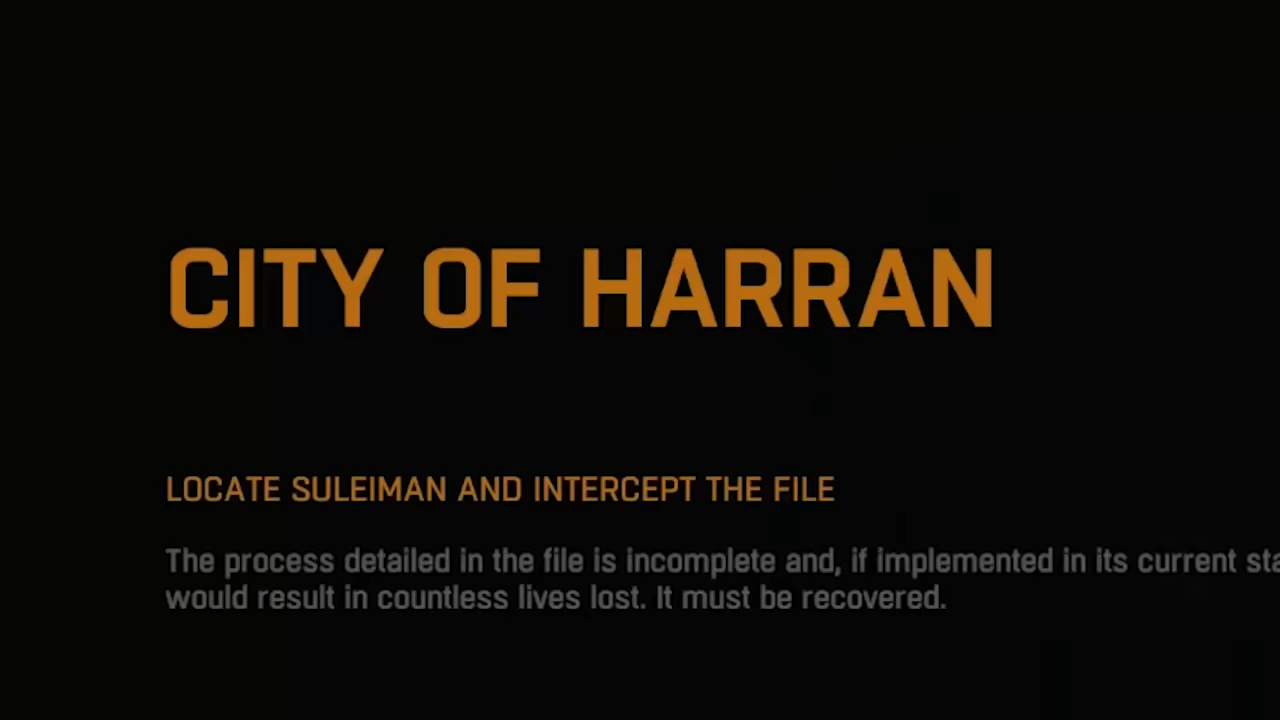 CITY OF HARRAN
LOCATE SULEIMAN AND INTERCEPT THE FILE
The process detailed in the file is incomplete and, if implemented in its current
would result in countless lives lost. It must be recovered.